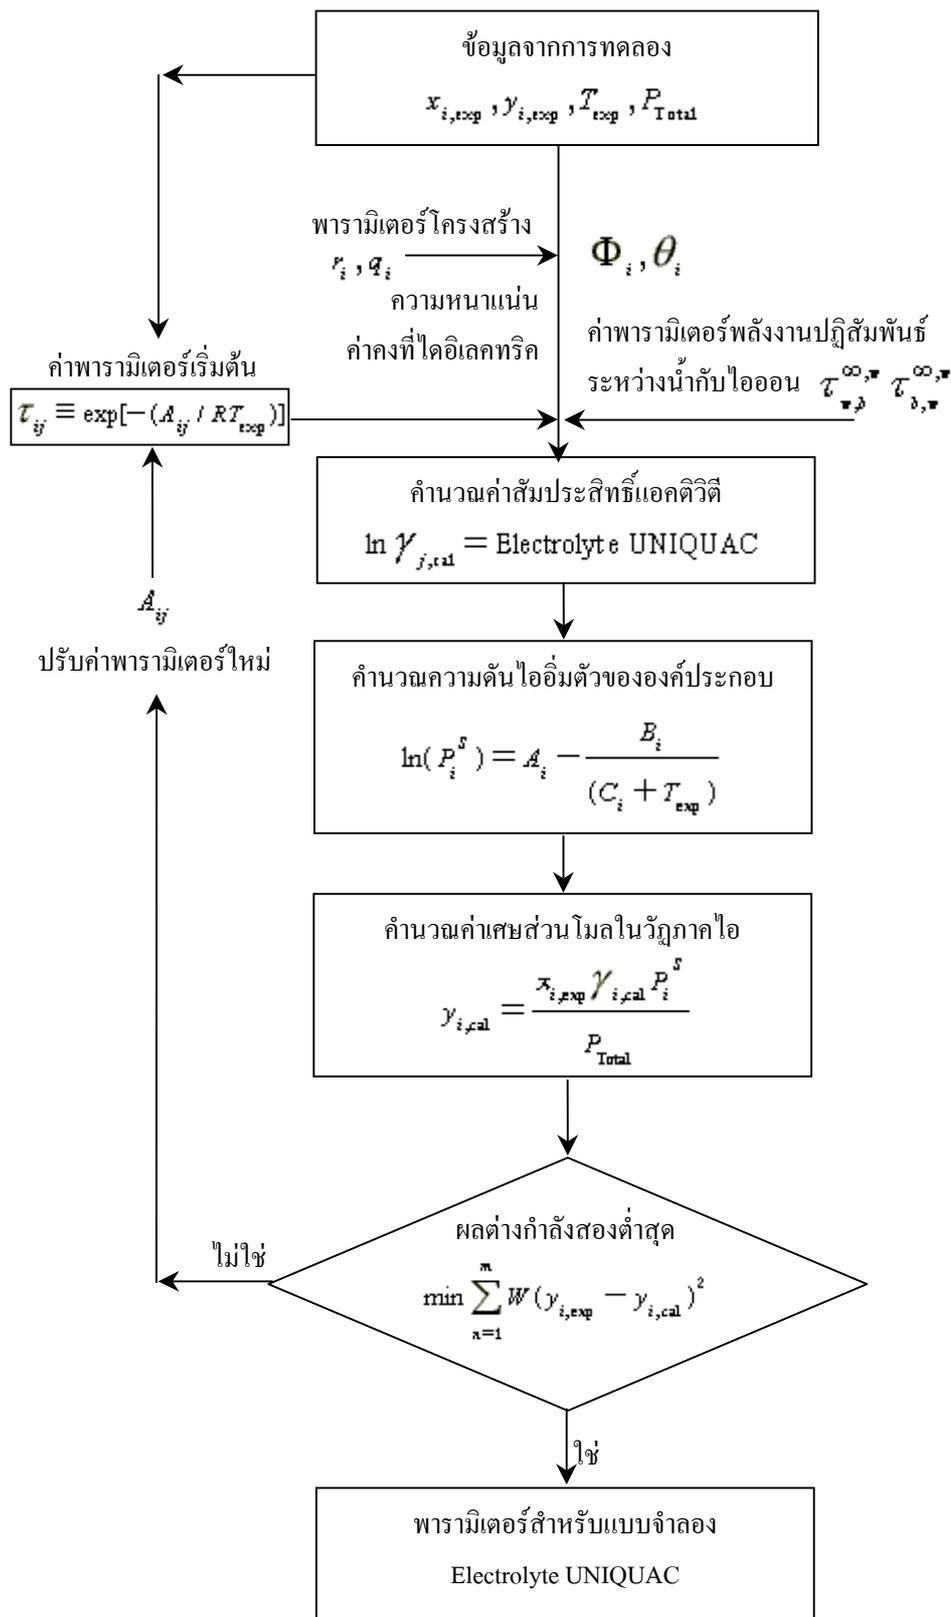 ข้อมูลจากการทดลอง
x_{i,exp} , y_{i,exp} , T_{exp} , P_{Total}
พารามิเตอร์โครงสร้าง
r_i , q_i
Φ_i , θ_i
ความหนาแน่น
ค่าคงที่ไดอิเลคทริค
ค่าพารามิเตอร์พลังงานปฏิสัมพันธ์
ระหว่างน้ำกับไอออน τ_{w,b}^{∞,w} τ_{b,w}^{∞,w}
ค่าพารามิเตอร์เริ่มต้น
τ_{ij} ≡ exp[−(A_{ij} / RT_{exp})]
คำนวณค่าสัมประสิทธิ์แอคติวิตี
ln γ_{j,cal} = Electrolyte UNIQUAC
A_{ij}
ปรับค่าพารามิเตอร์ใหม่
คำนวณความดันไออิ่มตัวขององค์ประกอบ
ln( P_i^S ) = A_i − B_i / (C_i + T_{exp})
คำนวณค่าเศษส่วนโมลในวัฏภาคไอ
y_{i,cal} = x_{i,exp} γ_{i,cal} P_i^S / P_{Total}
ผลต่างกำลังสองต่ำสุด
min ∑_{n=1}^{m} W (y_{i,exp} − y_{i,cal})^2
ไม่ใช่
ใช่
พารามิเตอร์สำหรับแบบจำลอง
Electrolyte UNIQUAC